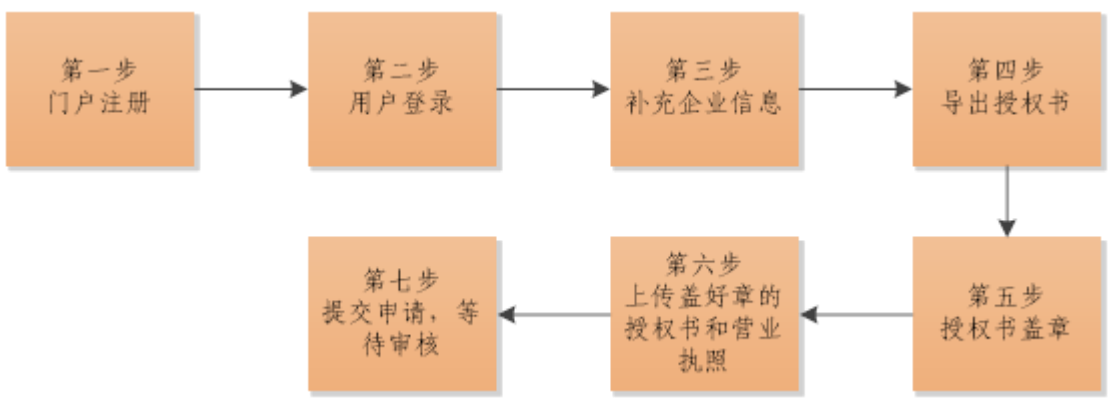 第一步
门户注册
第二步
用户登录
第三步
补充企业信息
第四步
导出授权书
第五步
授权书盖章
第六步
上传盖好章的
授权书和营业
执照
第七步
提交申请，等
待审核